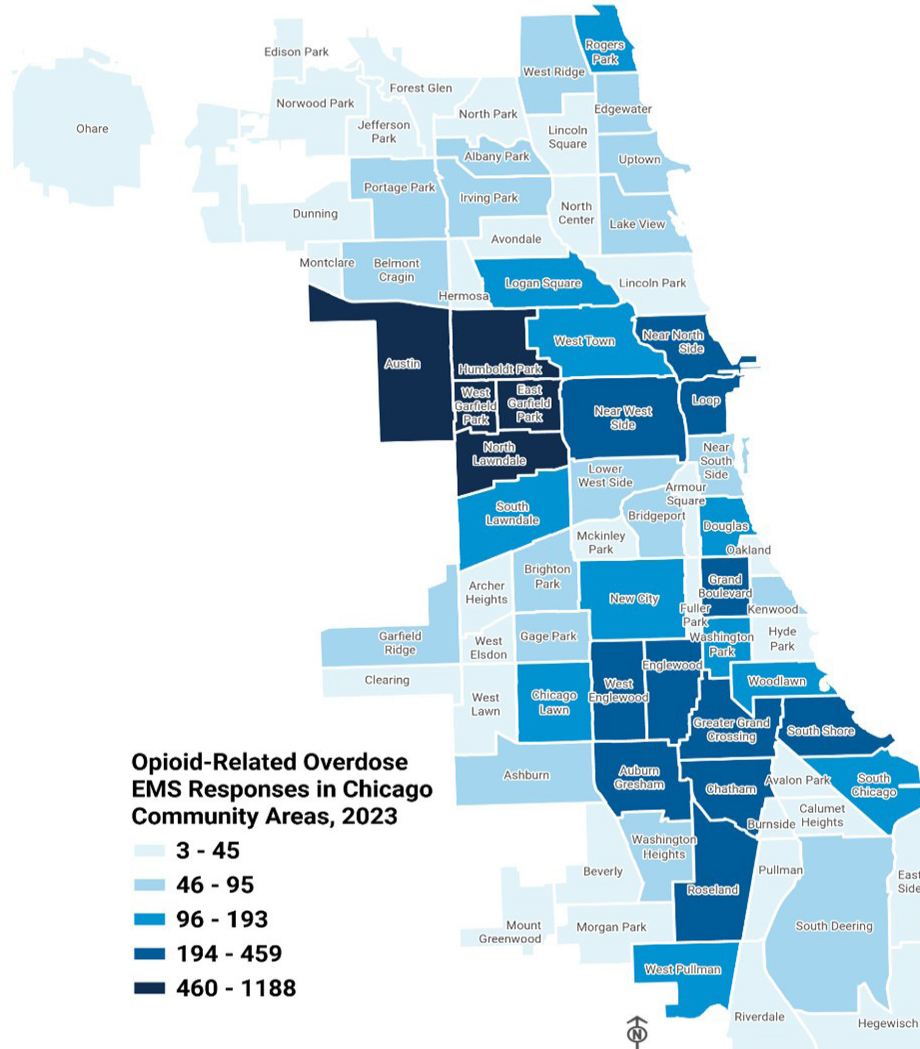 Edison Park
Rogers
Park
West Ridge
Forest Glen
Norwood Park
Edgewater
North Park
Ohare
Jefferson
Park
Lincoln
Square
Albany Park
Uptown
Portage Park
Irving Park
North
Center
Dunning
Lake View
Avondale
Montclare
Belmont
Cragin
Logan Square
Lincoln Park
Hermosa
Near North
Side
West Town
Austin
Humboldt Park
West
Garfield
Park
East
Garfield
Park
Loop
Near West
Side
North
Lawndale
Near
South
Side
Lower
West Side
Armour
Square
South
Lawndale
Bridgeport
Douglas
McKinley
Park
Oakland
Brighton
Park
Archer
Heights
Grand
Boulevard
New City
Fuller
Park
Kenwood
Garfield
Ridge
Gage Park
Washington
Park
Hyde
Park
West
Elsdon
Englewood
Clearing
West
Englewood
Woodlawn
West
Lawn
Chicago
Lawn
Greater Grand
Crossing
South Shore
Opioid-Related Overdose
EMS Responses in Chicago
Community Areas, 2023
3 - 45
46 - 95
96 - 193
194 - 459
460 - 1188
Ashburn
Auburn
Gresham
Chatham
Avalon Park
South
Chicago
Burnside
Calumet
Heights
Washington
Heights
Beverly
Pullman
East
Side
Roseland
Mount
Greenwood
Morgan Park
South Deering
West Pullman
Riverdale
Hegewisch
N